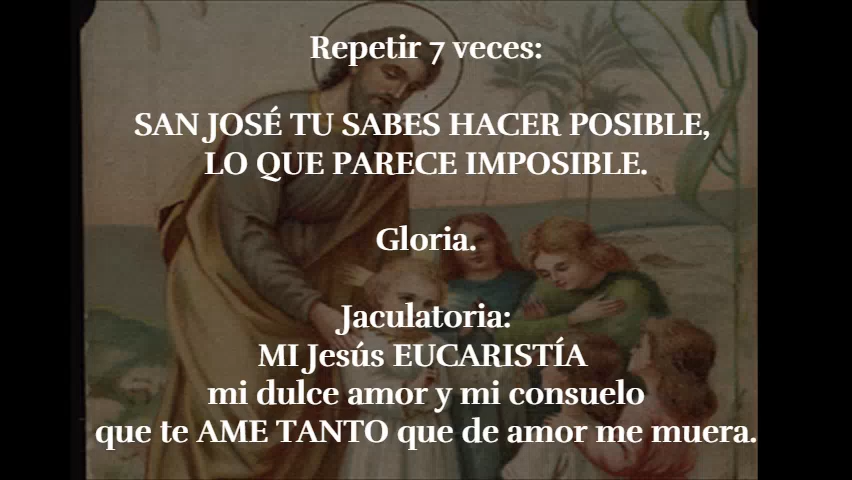 Repetir 7 veces:
SAN JOSÉ TU SABES HACER POSIBLE,
LO QUE PARECE IMPOSIBLE.
Gloria.
Jaculatoria:
MI Jesús EUCARISTÍA
mi dulce amor y mi consuelo
que te AME TANTO que de amor me muera.